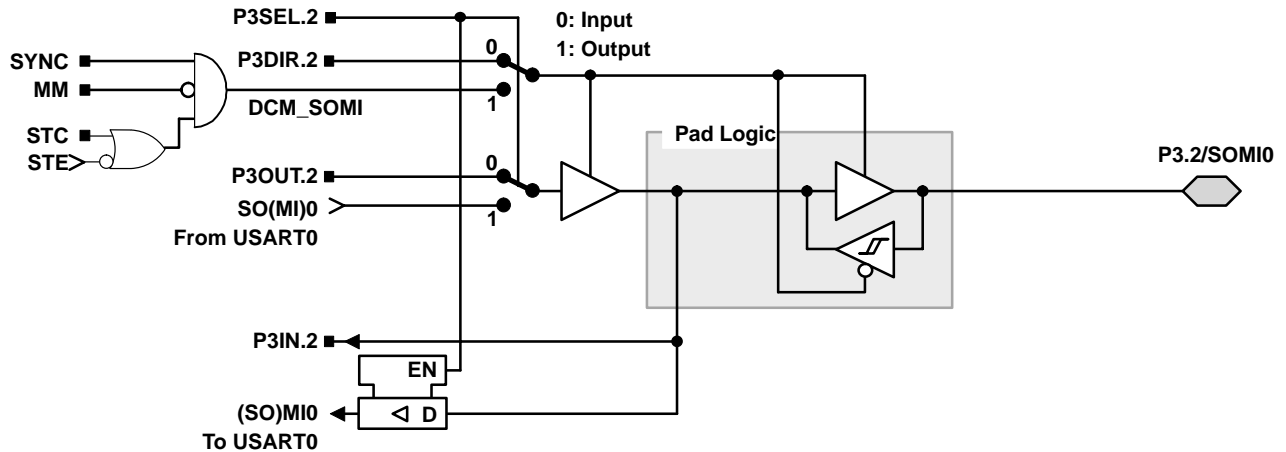 P3SEL.2
0: Input
1: Output
SYNC
P3DIR.2
0
MM
1
DCM_SOMI
STC
STE
Pad Logic
P3.2/SOMI0
P3OUT.2
0
SO(MI)0
1
From USART0
P3IN.2
EN
(SO)MI0
D
To USART0